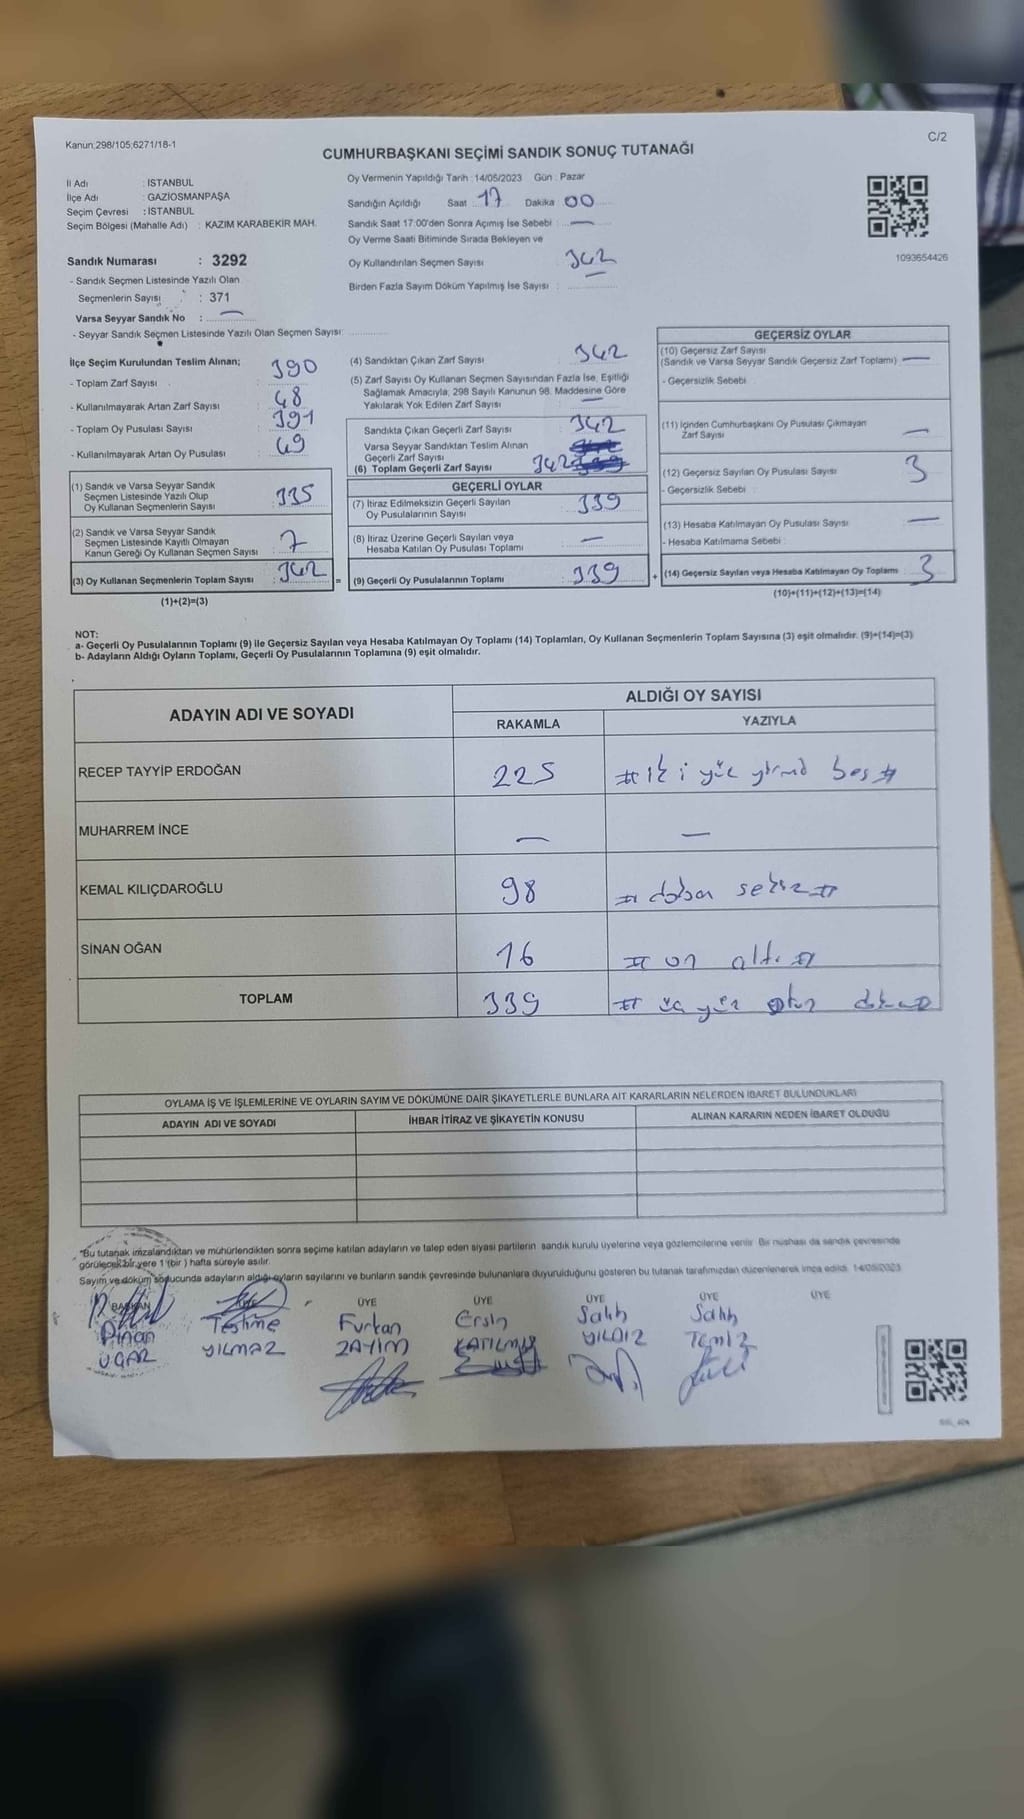 Kanun,298/105;6271/18-1
C/2
CUMHURBAŞKANI SEÇİMİ SANDIK SONUÇ TUTANAĞI
İl Adı : İSTANBUL
İlçe Adı : GAZİOSMANPAŞA
Seçim Çevresi : İSTANBUL
Seçim Bölgesi (Mahalle Adı) : KAZIM KARABEKİR MAH.
Sandık Numarası : 3292
- Sandık Seçmen Listesinde Yazılı Olan
Seçmenlerin Sayısı : 371
Varsa Seyyar Sandık No : —
- Seyyar Sandık Seçmen Listesinde Yazılı Olan Seçmen Sayısı:
Oy Vermenin Yapıldığı Tarih : 14/05/2023 Gün : Pazar
Sandığın Açıldığı Saat 17 Dakika 00
Sandık Saat 17:00'den Sonra Açımış İse Sebebi : —
Oy Verme Saati Bitiminde Sırada Bekleyen ve
Oy Kullandırılan Seçmen Sayısı 342
Birden Fazla Sayım Döküm Yapılmış İse Sayısı :
1093654426
İlçe Seçim Kurulundan Teslim Alınan;
- Toplam Zarf Sayısı : 390
- Kullanılmayarak Artan Zarf Sayısı : 48
- Toplam Oy Pusulası Sayısı : 391
- Kullanılmayarak Artan Oy Pusulası : 49
(1) Sandık ve Varsa Seyyar Sandık
Seçmen Listesinde Yazılı Olup
Oy Kullanan Seçmenlerin Sayısı : 335
(2) Sandık ve Varsa Seyyar Sandık
Seçmen Listesinde Kayıtlı Olmayan
Kanun Gereği Oy Kullanan Seçmen Sayısı : 7
(3) Oy Kullanan Seçmenlerin Toplam Sayısı : 342 =
(1)+(2)=(3)
(4) Sandıktan Çıkan Zarf Sayısı 342
(5) Zarf Sayısı Oy Kullanan Seçmen Sayısından Fazla İse, Eşitliği
Sağlamak Amacıyla, 298 Sayılı Kanunun 98. Maddesine Göre
Yakılarak Yok Edilen Zarf Sayısı —
Sandıkta Çıkan Geçerli Zarf Sayısı : 342
Varsa Seyyar Sandıktan Teslim Alınan
Geçerli Zarf Sayısı
(6) Toplam Geçerli Zarf Sayısı 342
GEÇERLİ OYLAR
(7) İtiraz Edilmeksizin Geçerli Sayılan
Oy Pusulalarının Sayısı : 339
(8) İtiraz Üzerine Geçerli Sayılan veya
Hesaba Katılan Oy Pusulası Toplamı : —
(9) Geçerli Oy Pusulalarının Toplamı : 339 +
GEÇERSİZ OYLAR
(10) Geçersiz Zarf Sayısı
(Sandık ve Varsa Seyyar Sandık Geçersiz Zarf Toplamı) —
- Geçersizlik Sebebi
(11) İçinden Cumhurbaşkanı Oy Pusulası Çıkmayan
Zarf Sayısı —
(12) Geçersiz Sayılan Oy Pusulası Sayısı 3
- Geçersizlik Sebebi :
(13) Hesaba Katılmayan Oy Pusulası Sayısı —
- Hesaba Katılmama Sebebi :
(14) Geçersiz Sayılan veya Hesaba Katılmayan Oy Toplamı 3
(10)+(11)+(12)+(13)=(14)
NOT:
a- Geçerli Oy Pusulalarının Toplamı (9) ile Geçersiz Sayılan veya Hesaba Katılmayan Oy Toplamı (14) Toplamları, Oy Kullanan Seçmenlerin Toplam Sayısına (3) eşit olmalıdır. (9)+(14)=(3)
b- Adayların Aldığı Oyların Toplamı, Geçerli Oy Pusulalarının Toplamına (9) eşit olmalıdır.
ADAYIN ADI VE SOYADI
ALDIĞI OY SAYISI
RAKAMLA YAZIYLA
RECEP TAYYİP ERDOĞAN 225 # iki yüz yirmi beş #
MUHARREM İNCE — —
KEMAL KILIÇDAROĞLU 98 # doksan sekiz #
SİNAN OĞAN 16 # on altı #
TOPLAM 339 # üç yüz otuz dokuz #
OYLAMA İŞ VE İŞLEMLERİNE VE OYLARIN SAYIM VE DÖKÜMÜNE DAİR ŞİKAYETLERLE BUNLARA AİT KARARLARIN NELERDEN İBARET BULUNDUKLARI
ADAYIN ADI VE SOYADI İHBAR İTİRAZ VE ŞİKAYETİN KONUSU ALINAN KARARIN NEDEN İBARET OLDUĞU
"Bu tutanak imzalandıktan ve mühürlendikten sonra seçime katılan adayların ve talep eden siyasi partilerin sandık kurulu üyelerine veya gözlemcilerine verilir. Bir nüshası da sandık çevresinde
görülecek bir yere 1 (bir ) hafta süreyle asılır.
Sayım ve döküm sonucunda adayların aldığı oyların sayılarını ve bunların sandık çevresinde bulunanlara duyurulduğunu gösteren bu tutanak tarafımızdan düzenlenerek imza edildi. 14/05/2023
BAŞKAN ÜYE ÜYE ÜYE ÜYE ÜYE
Pınar Furkan Ersin Salih Salih
UÇAR YILMAZ ZAYİM KATILMIŞ YILDIZ TEMİZ